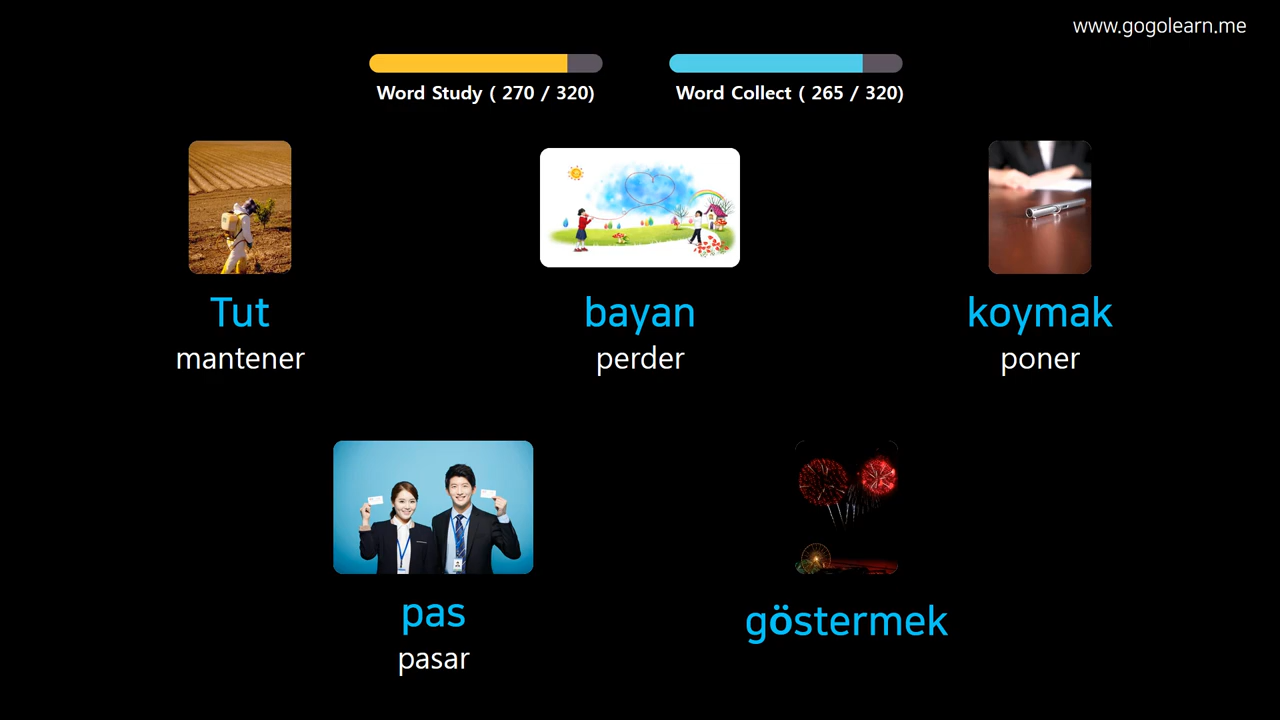 www.gogolearn.me
Word Study ( 270 / 320)
Word Collect ( 265 / 320)
Tut
mantener
bayan
perder
koymak
poner
pas
pasar
göstermek